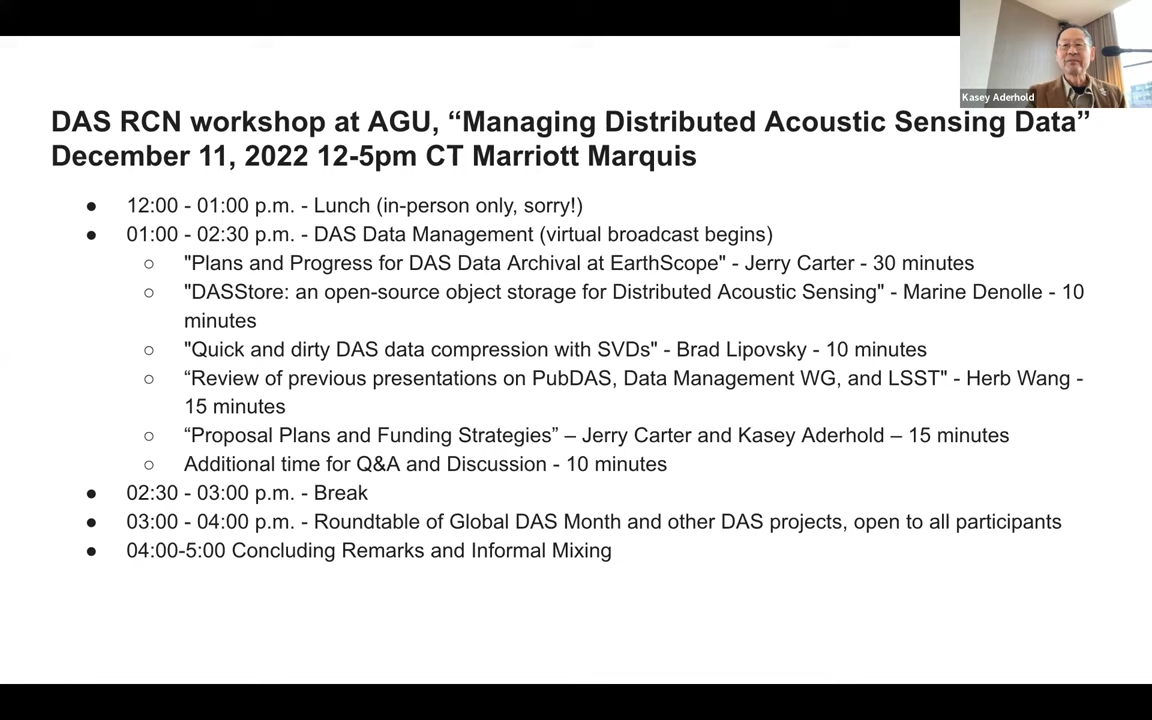 Kasey Aderhold
DAS RCN workshop at AGU, “Managing Distributed Acoustic Sensing Data”
December 11, 2022 12-5pm CT Marriott Marquis
● 12:00 - 01:00 p.m. - Lunch (in-person only, sorry!)
● 01:00 - 02:30 p.m. - DAS Data Management (virtual broadcast begins)
○ "Plans and Progress for DAS Data Archival at EarthScope" - Jerry Carter - 30 minutes
○ "DASStore: an open-source object storage for Distributed Acoustic Sensing" - Marine Denolle - 10
minutes
○ "Quick and dirty DAS data compression with SVDs" - Brad Lipovsky - 10 minutes
○ “Review of previous presentations on PubDAS, Data Management WG, and LSST" - Herb Wang -
15 minutes
○ “Proposal Plans and Funding Strategies” – Jerry Carter and Kasey Aderhold – 15 minutes
○ Additional time for Q&A and Discussion - 10 minutes
● 02:30 - 03:00 p.m. - Break
● 03:00 - 04:00 p.m. - Roundtable of Global DAS Month and other DAS projects, open to all participants
● 04:00-5:00 Concluding Remarks and Informal Mixing